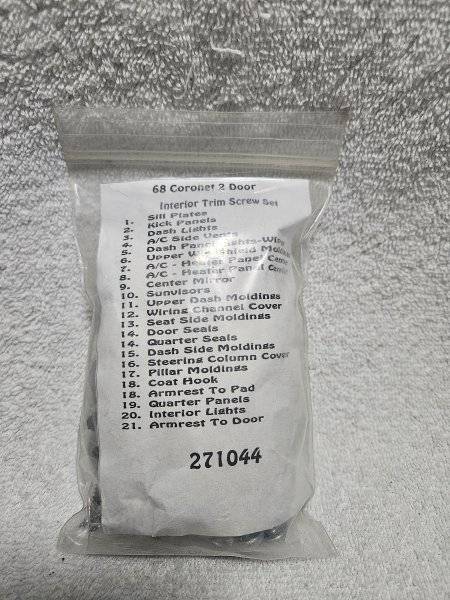 68 Coronet 2 Door
Interior Trim Screw Set
1. Sill Plates
2. Kick Panels
3. Dash Lights
4. A/C Side Vents
5. Dash Panel Lights-
6. Upper
7. A/C - Heater Panel
8. A/C - Heater Panel
9. Center Mirror
10. Sunvisors
11. Upper Dash Moldings
12. Wiring Channel Cover
13. Seat Side Moldings
14. Door Seals
14. Quarter Seals
15. Dash Side Moldings
16. Steering Column Cover
17. Pillar Moldings
18. Coat Hook
18. Armrest To Pad
19. Quarter Panels
20. Interior Lights
21. Armrest To Door
271044